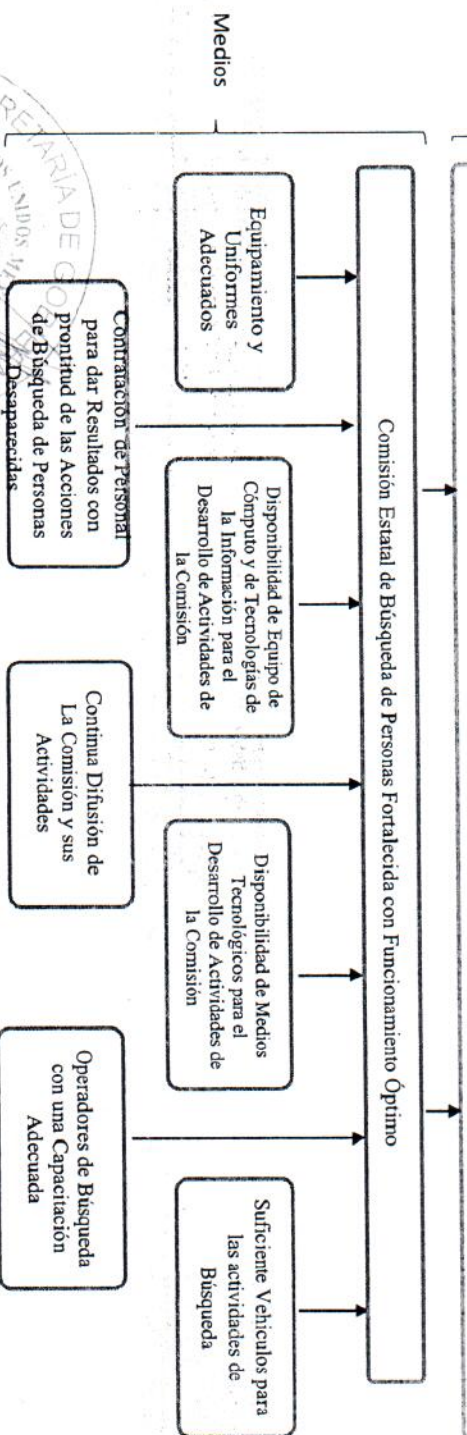 Medios
Comisión Estatal de Búsqueda de Personas Fortalecida con Funcionamiento Óptimo
Equipamiento y
Uniformes
Adecuados
Disponibilidad de Equipo de
Cómputo y de Tecnologías de
la Información para el
Desarrollo de Actividades de
la Comisión
Disponibilidad de Medios
Tecnológicos para el
Desarrollo de Actividades de
la Comisión
Suficiente Vehiculos para
las actividades de
Búsqueda
Contratación de Personal
para dar Resultados con
prontitud de las Acciones
de Búsqueda de Personas
Desaparecidas
Continua Difusión de
La Comisión y sus
Actividades
Operadores de Búsqueda
con una Capacitación
Adecuada
DE
UNIDOS